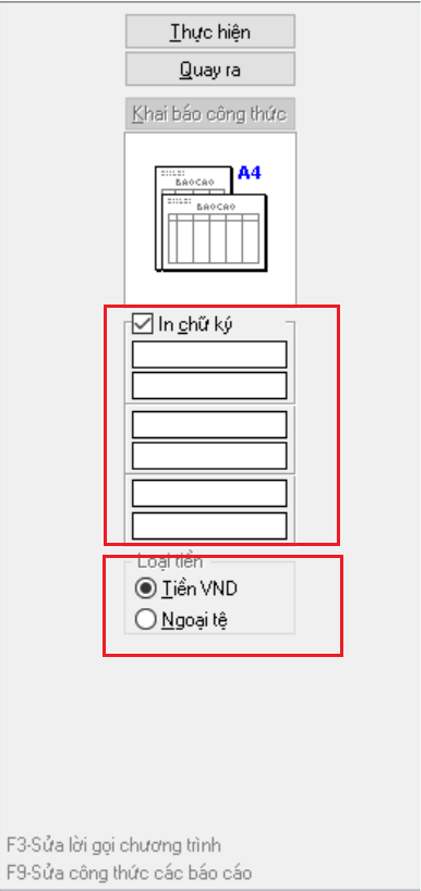 Thực hiện
Quay ra
Khai báo công thức
A4
BAOCAO
BAOCAO
In chữ ký
Loại tiền
Tiền VND
Ngoại tệ
F3-Sửa lời gọi chương trình
F9-Sửa công thức các báo cáo